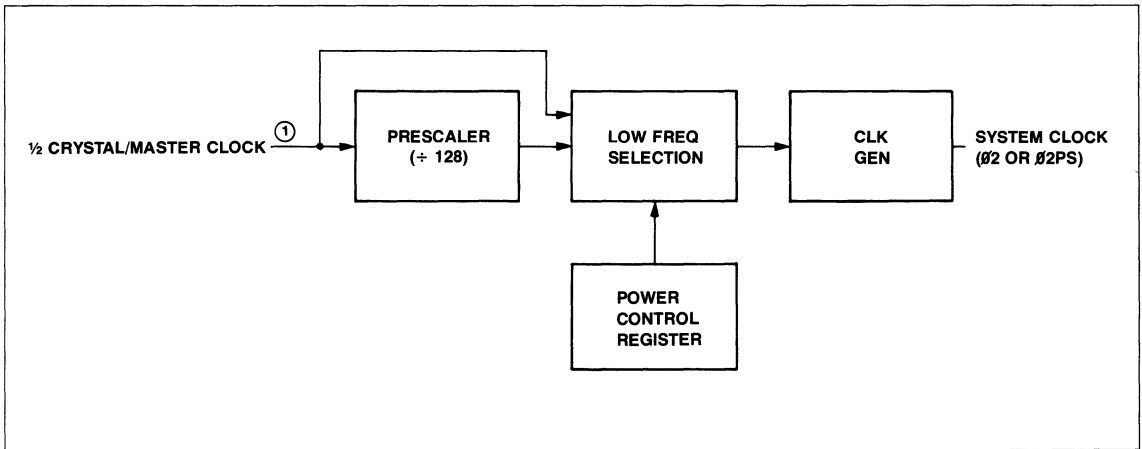 ½ CRYSTAL/MASTER CLOCK
1
PRESCALER
(÷ 128)
LOW FREQ
SELECTION
CLK
GEN
SYSTEM CLOCK
(Ø2 OR Ø2PS)
POWER
CONTROL
REGISTER